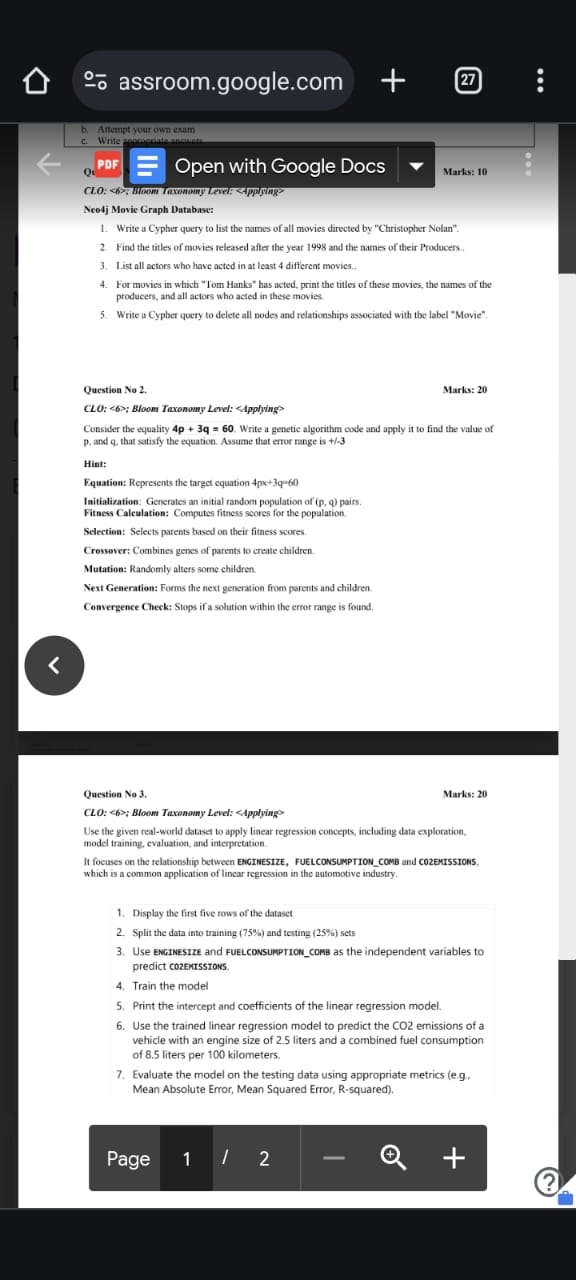 assroom.google.com
27
b. Attempt your own exam
c. Write appropriate answers
PDF
Open with Google Docs
Marks: 10
CLO: <6>; Bloom Taxonomy Level: <Applying>
Neo4j Movie Graph Database:
1. Write a Cypher query to list the names of all movies directed by "Christopher Nolan".
2. Find the titles of movies released after the year 1998 and the names of their Producers..
3. List all actors who have acted in at least 4 different movies..
4. For movies in which "Tom Hanks" has acted, print the titles of these movies, the names of the
producers, and all actors who acted in these movies.
5. Write a Cypher query to delete all nodes and relationships associated with the label "Movie".
Question No 2.
Marks: 20
CLO: <6>; Bloom Taxonomy Level: <Applying>
Consider the equality 4p + 3q = 60. Write a genetic algorithm code and apply it to find the value of
p, and q, that satisfy the equation. Assume that error range is +/-3
Hint:
Equation: Represents the target equation 4px+3q=60
Initialization: Generates an initial random population of (p, q) pairs.
Fitness Calculation: Computes fitness scores for the population.
Selection: Selects parents based on their fitness scores.
Crossover: Combines genes of parents to create children.
Mutation: Randomly alters some children.
Next Generation: Forms the next generation from parents and children.
Convergence Check: Stops if a solution within the error range is found.
Question No 3.
Marks: 20
CLO: <6>; Bloom Taxonomy Level: <Applying>
Use the given real-world dataset to apply linear regression concepts, including data exploration,
model training, evaluation, and interpretation.
It focuses on the relationship between ENGINESIZE, FUELCONSUMPTION_COMB and CO2EMISSIONS,
which is a common application of linear regression in the automotive industry.
1. Display the first five rows of the dataset
2. Split the data into training (75%) and testing (25%) sets
3. Use ENGINESIZE and FUELCONSUMPTION_COMB as the independent variables to
predict CO2EMISSIONS.
4. Train the model
5. Print the intercept and coefficients of the linear regression model.
6. Use the trained linear regression model to predict the CO2 emissions of a
vehicle with an engine size of 2.5 liters and a combined fuel consumption
of 8.5 liters per 100 kilometers.
7. Evaluate the model on the testing data using appropriate metrics (e.g.,
Mean Absolute Error, Mean Squared Error, R-squared).
Page 1 / 2